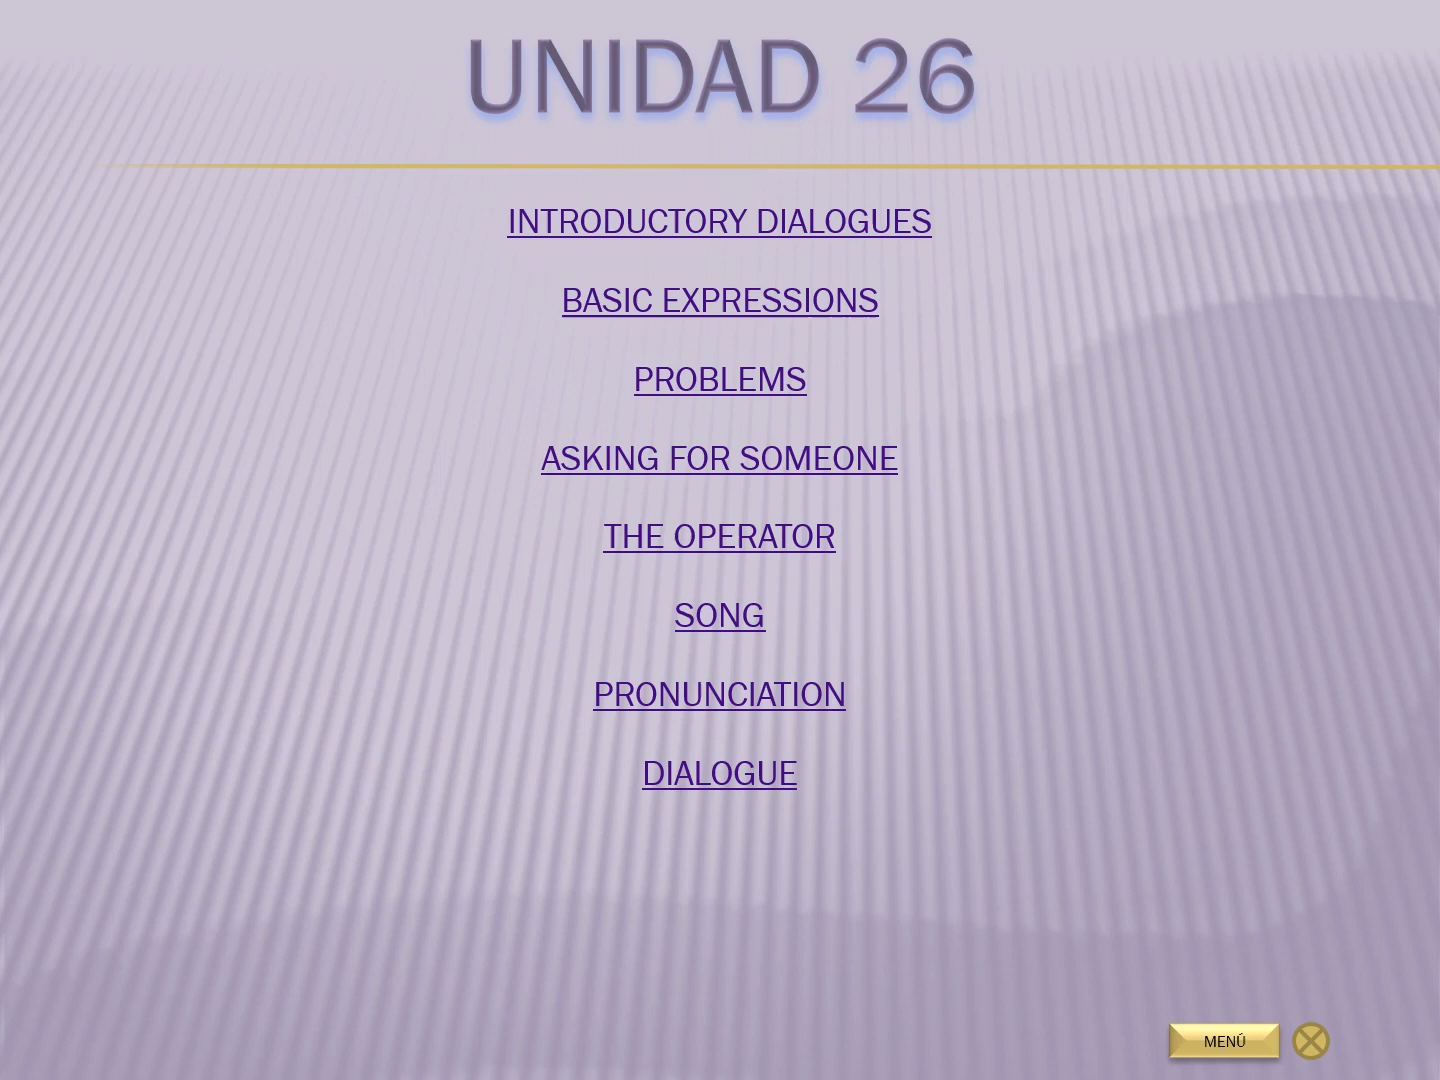 UNIDAD 26
INTRODUCTORY DIALOGUES
BASIC EXPRESSIONS
PROBLEMS
ASKING FOR SOMEONE
THE OPERATOR
SONG
PRONUNCIATION
DIALOGUE
MENÚ